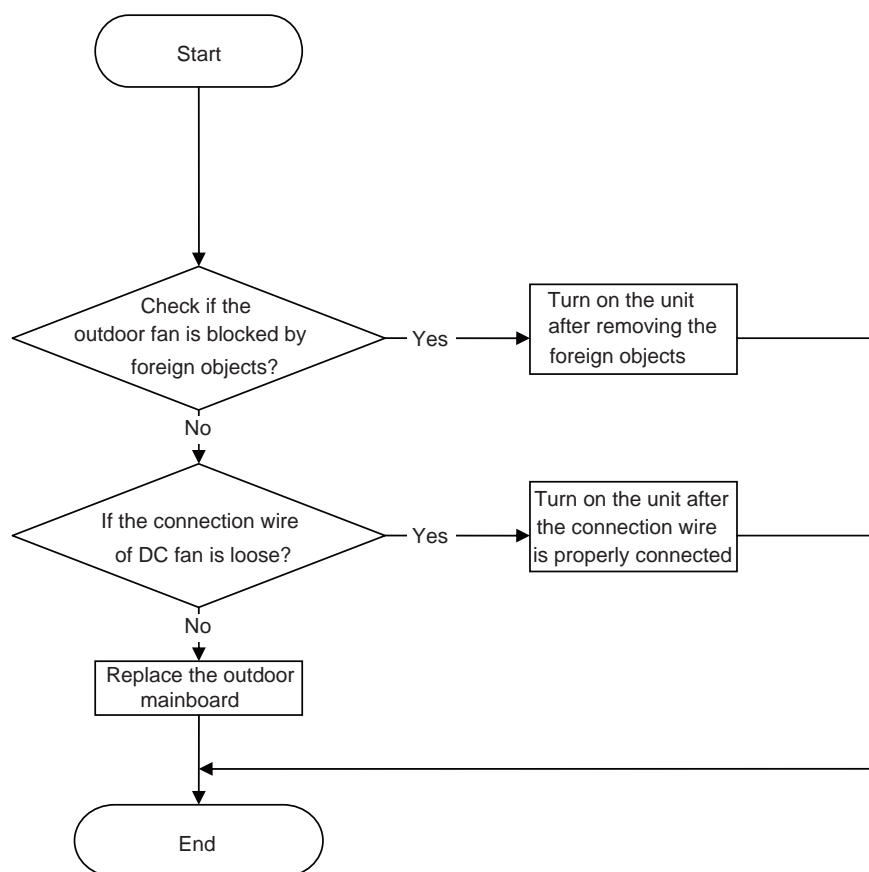 Start
Check if the
outdoor fan is blocked by
foreign objects?
Yes
Turn on the unit
after removing the
foreign objects
No
If the connection wire
of DC fan is loose?
Yes
Turn on the unit after
the connection wire
is properly connected
No
Replace the outdoor
mainboard
End